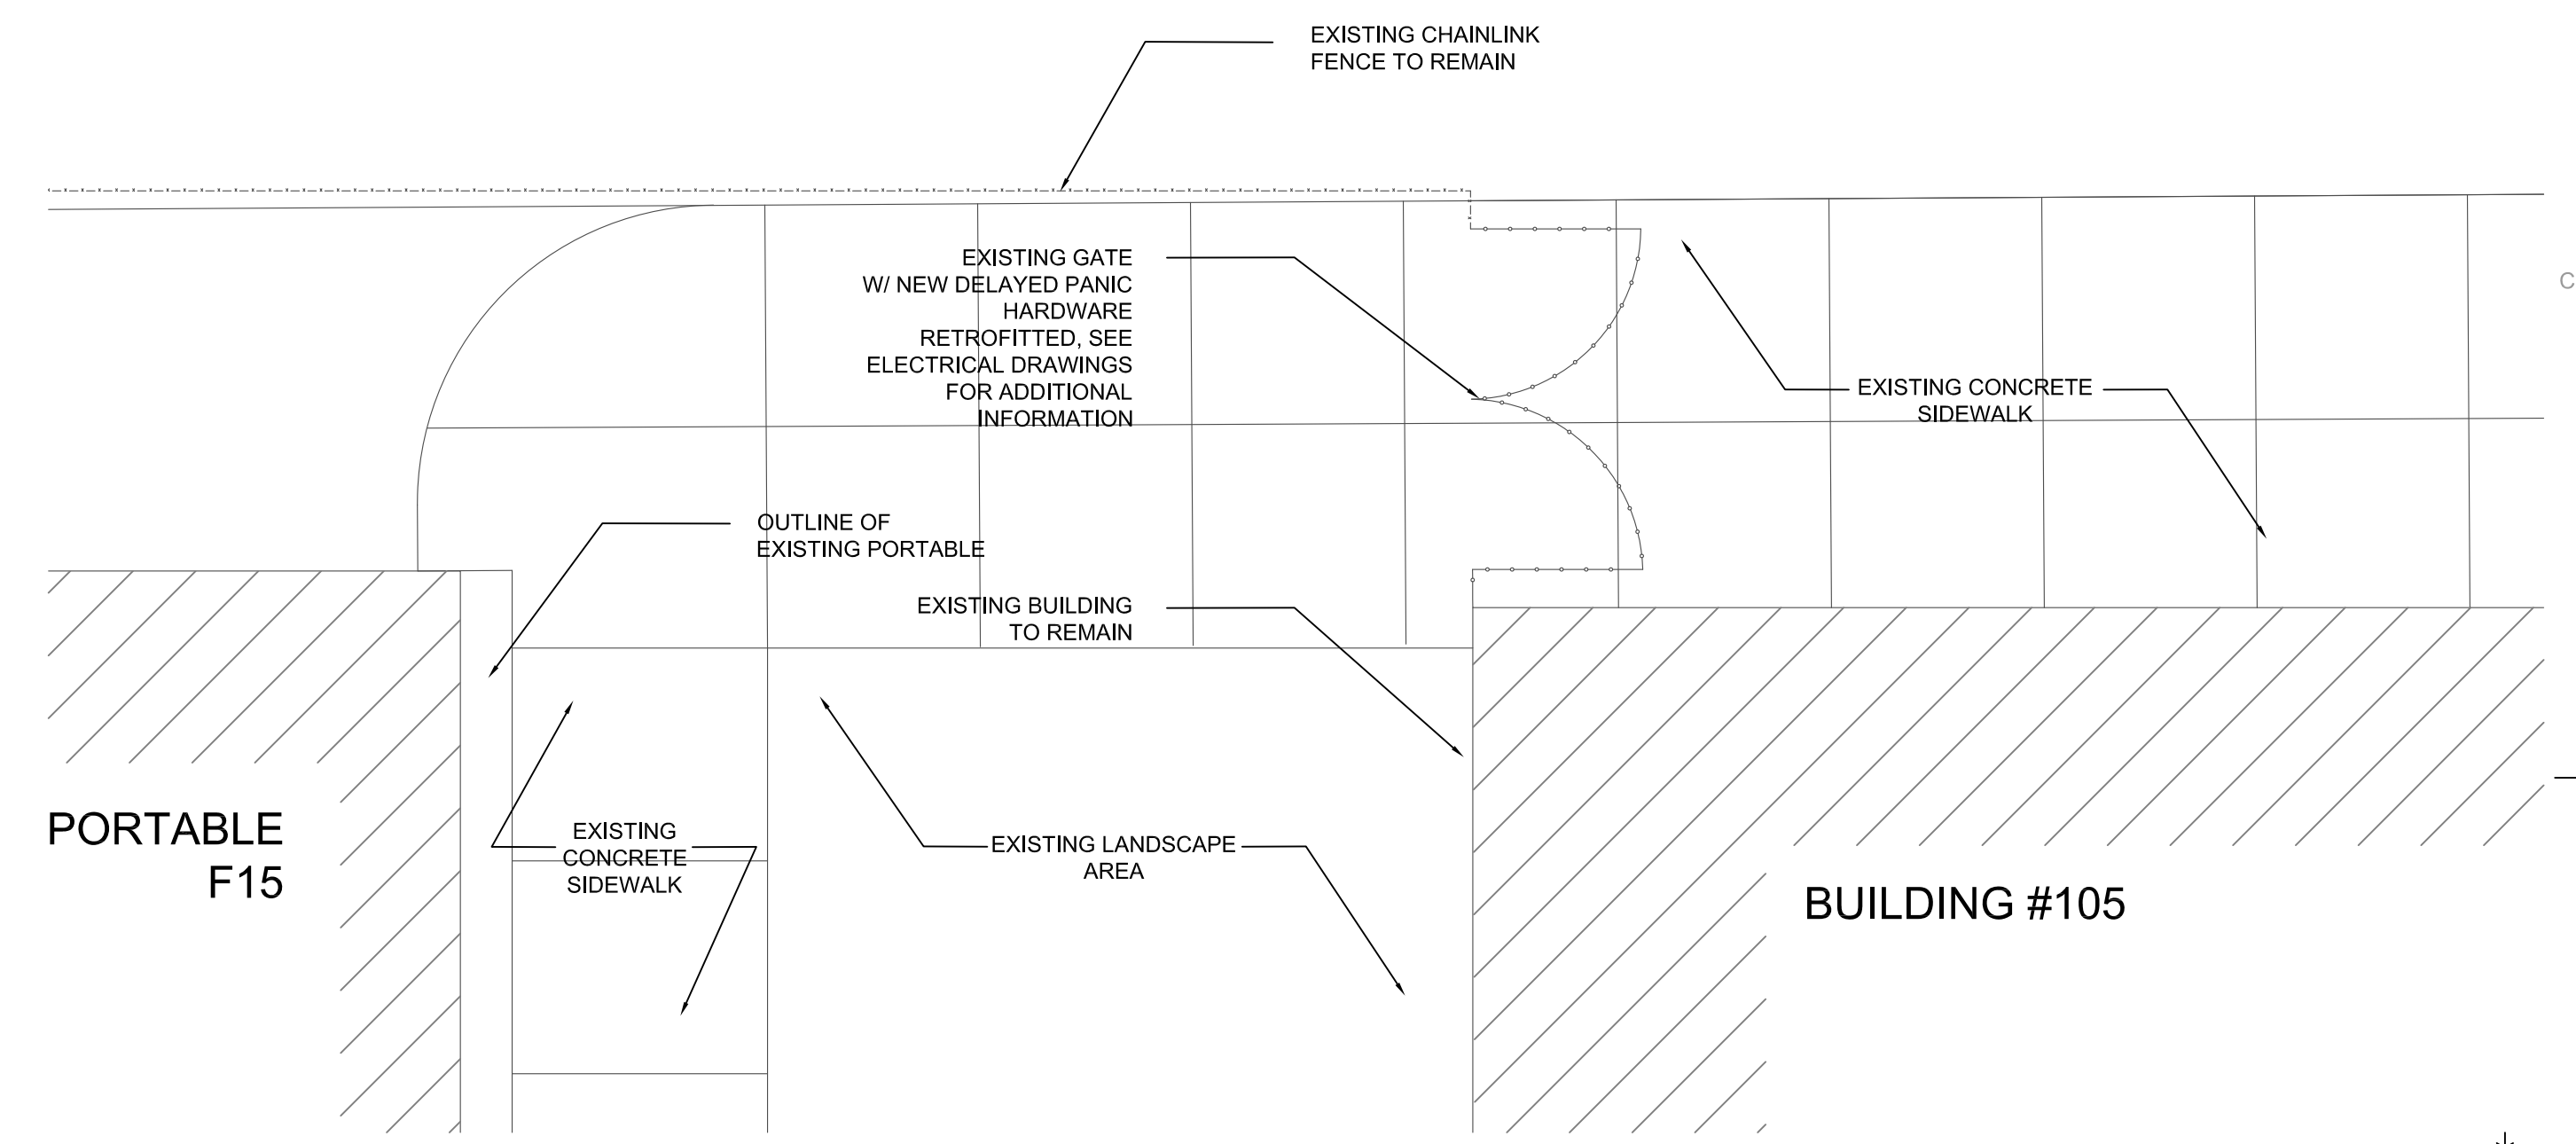 EXISTING CHAINLINK
FENCE TO REMAIN
EXISTING GATE
W/ NEW DELAYED PANIC
HARDWARE
RETROFITTED, SEE
ELECTRICAL DRAWINGS
FOR ADDITIONAL
INFORMATION
C
EXISTING CONCRETE
SIDEWALK
OUTLINE OF
EXISTING PORTABLE
EXISTING BUILDING
TO REMAIN
PORTABLE
F15
EXISTING
CONCRETE
SIDEWALK
EXISTING LANDSCAPE
AREA
BUILDING #105